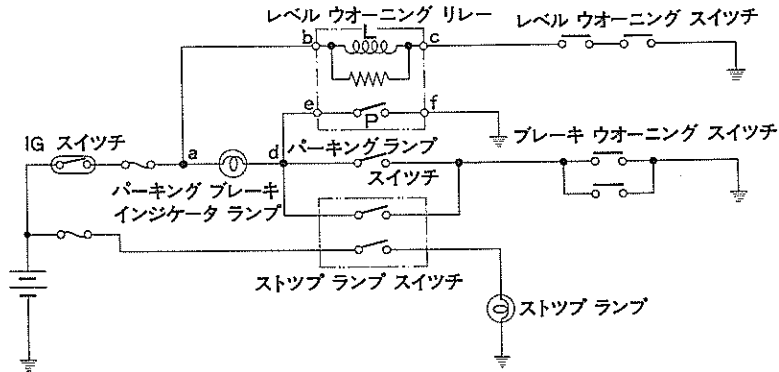 レベル ウオーニング リレー
b
L
c
レベル ウオーニング スイッチ
e
P
f
IG スイッチ
a
d
パーキングランプ
スイッチ
ブレーキ ウオーニング スイッチ
パーキング ブレーキ
インジケータ ランプ
ストツプ ランプ スイッチ
ストツプ ランプ